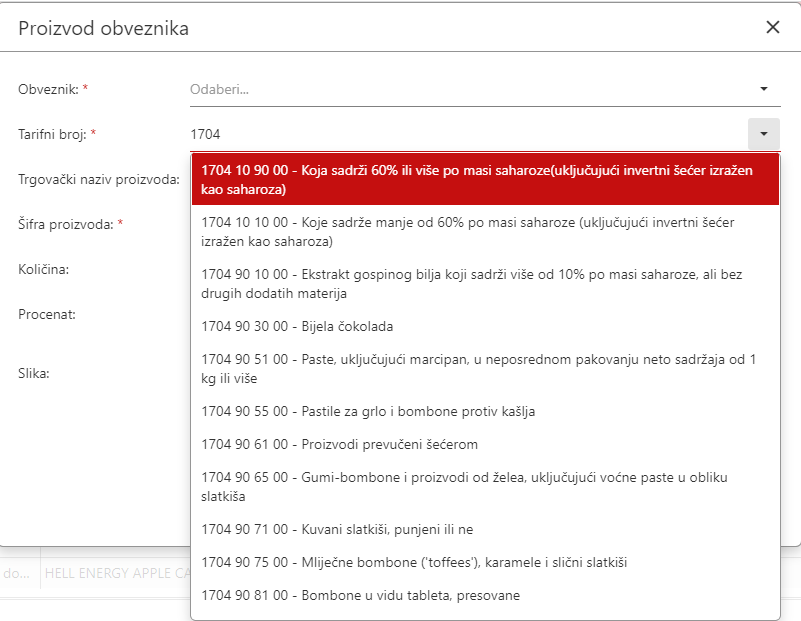 Proizvod obveznika
Obveznik: *
Odaberi...
Tarifni broj: *
1704
Trgovački naziv proizvoda:
Šifra proizvoda: *
Količina:
Procenat:
Slika:
1704 10 90 00 - Koja sadrži 60% ili više po masi saharoze(uključujući invertni šećer izražen
kao saharoza)
1704 10 10 00 - Koje sadrže manje od 60% po masi saharoze (uključujući invertni šećer
izražen kao saharoza)
1704 90 10 00 - Ekstrakt gospinog bilja koji sadrži više od 10% po masi saharoze, ali bez
drugih dodatih materija
1704 90 30 00 - Bijela čokolada
1704 90 51 00 - Paste, uključujući marcipan, u neposrednom pakovanju neto sadržaja od 1
kg ili više
1704 90 55 00 - Pastile za grlo i bombone protiv kašlja
1704 90 61 00 - Proizvodi prevučeni šećerom
1704 90 65 00 - Gumi-bombone i proizvodi od želea, uključujući voćne paste u obliku
slatkiša
1704 90 71 00 - Kuvani slatkiši, punjeni ili ne
1704 90 75 00 - Mliječne bombone ('toffees'), karamele i slični slatkiši
1704 90 81 00 - Bombone u vidu tableta, presovane
do...
HELL ENERGY APPLE CA